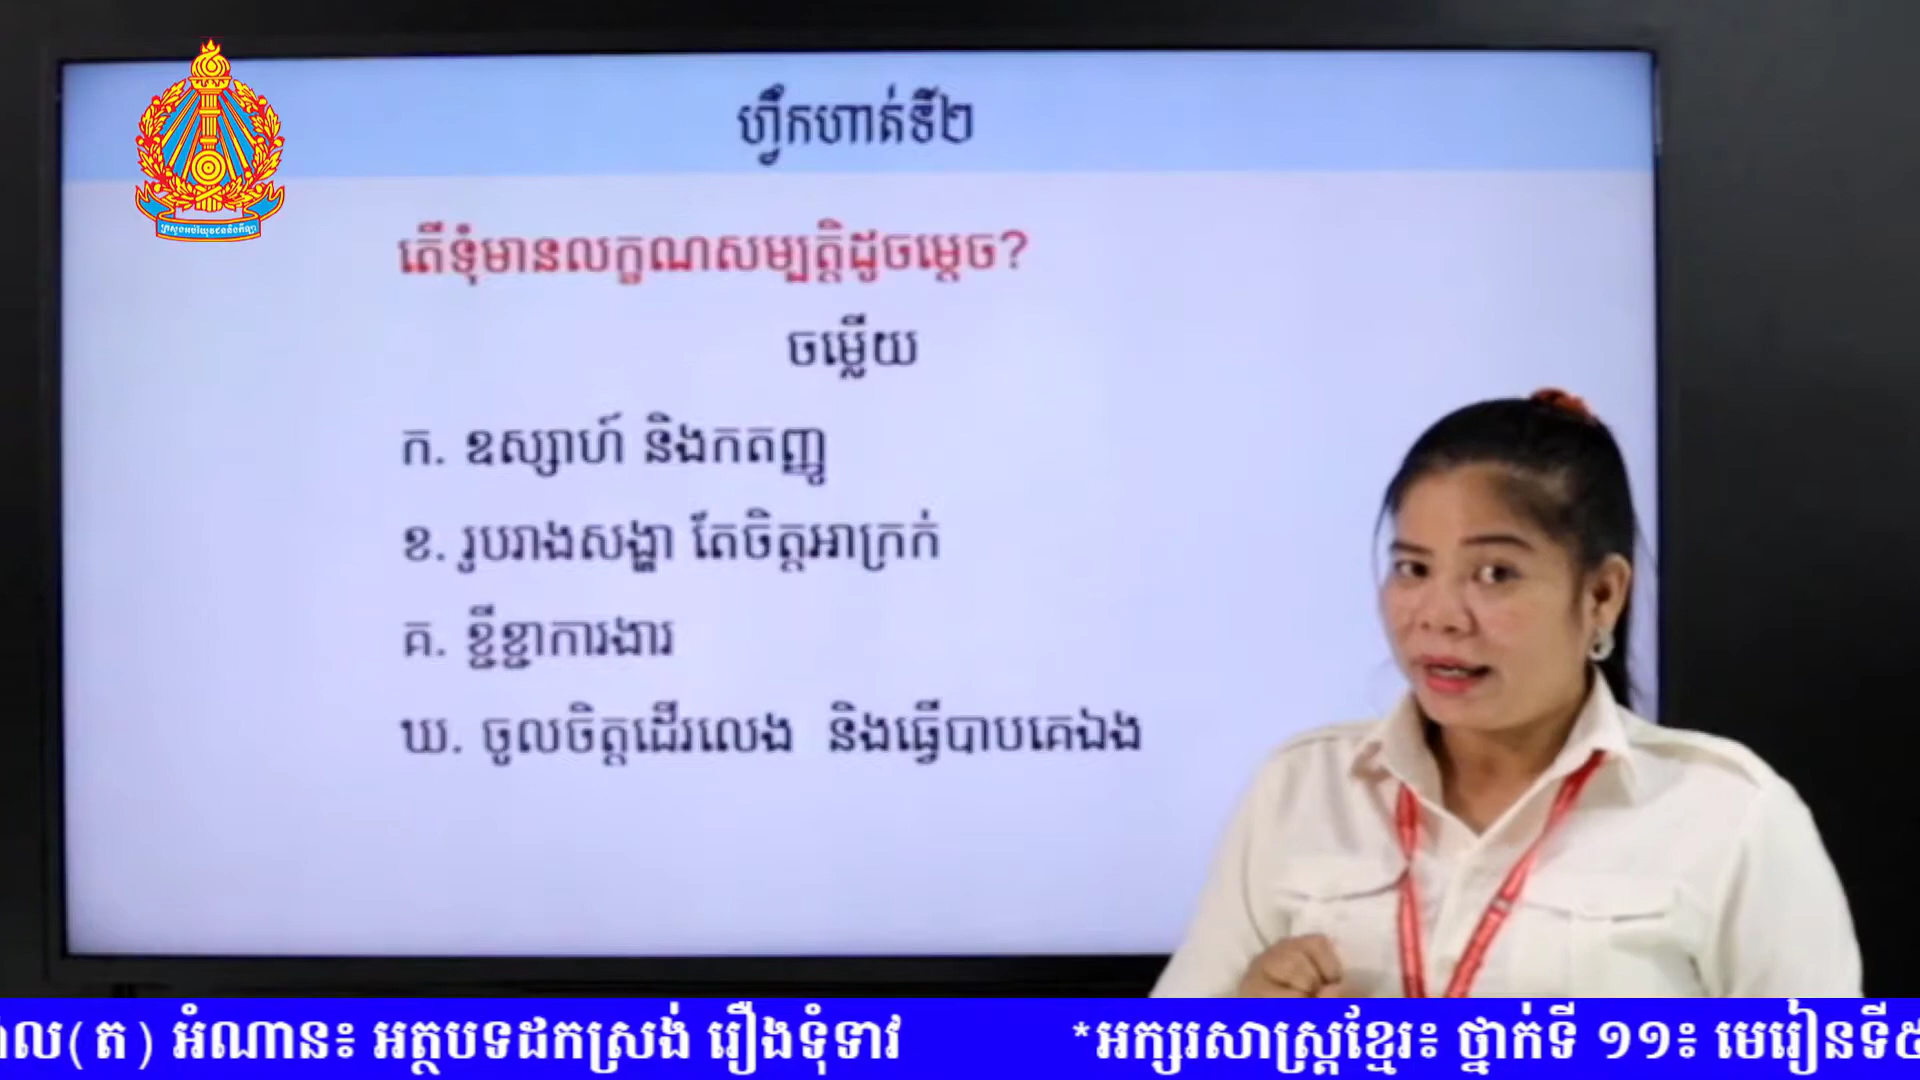 ហ្វឹកហាត់ទី២
តើទុំមានលក្ខណសម្បត្តិដូចម្តេច?
ចម្លើយ
ក. ឧស្សាហ៍ និងកតញ្ញូ
ខ. រូបរាងសង្ហា តែចិត្តអាក្រក់
គ. ខ្ជីខ្ជាការងារ
ឃ. ចូលចិត្តដើរលេង និងធ្វើបាបគេឯង
(ត) អំណាន៖ អត្ថបទដកស្រង់ រឿងទុំទាវ *អក្សរសាស្ត្រខ្មែរ៖ ថ្នាក់ទី ១១៖ មេរៀនទី៥